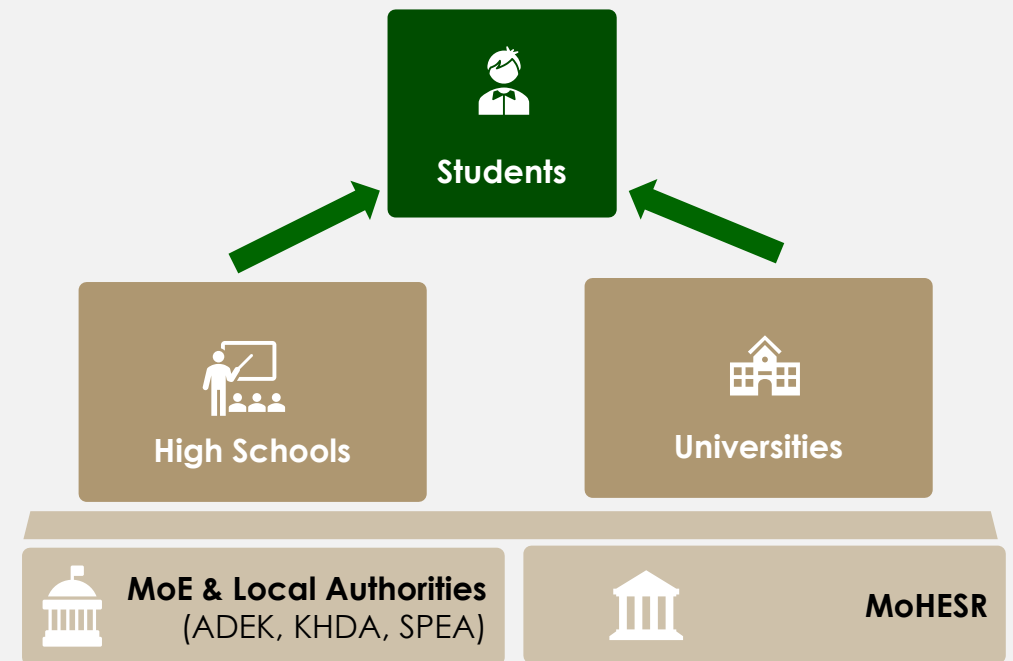 Students
High Schools
Universities
MoE & Local Authorities
(ADEK, KHDA, SPEA)
MoHESR